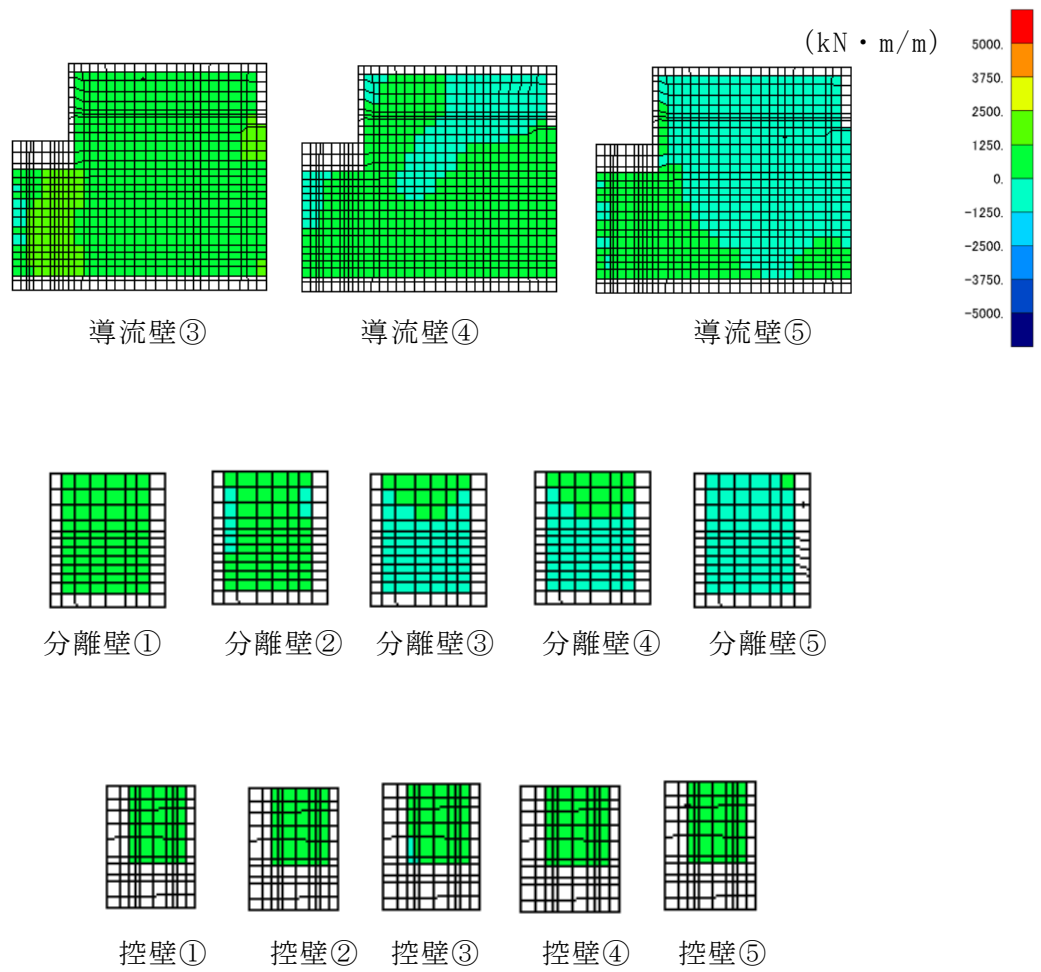 (kN・m/m)
5000.
3750.
2500.
1250.
0.
-1250.
-2500.
-3750.
-5000.
導流壁③ 導流壁④ 導流壁⑤
分離壁① 分離壁② 分離壁③ 分離壁④ 分離壁⑤
控壁① 控壁② 控壁③ 控壁④ 控壁⑤